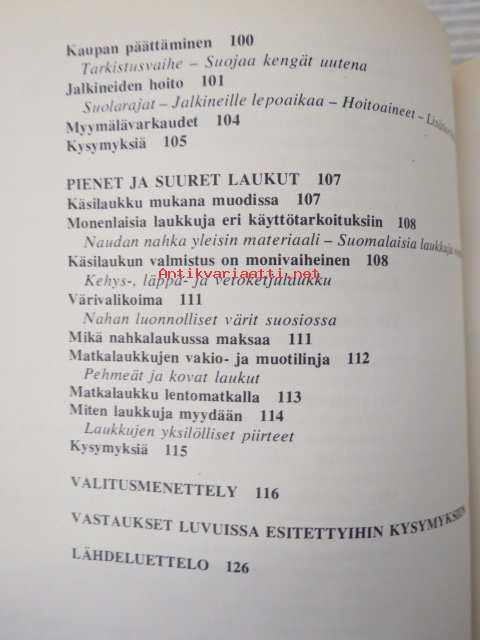 Kaupan päättäminen 100
Tarkistusvaihe – Suojaa kengät uutena
Jalkineiden hoito 101
Suolarajat – Jalkineille lepoaikaa – Hoitoaineet –
Myymälävarkaudet 104
Kysymyksiä 105
PIENET JA SUURET LAUKUT 107
Käsilaukku mukana muodissa 107
Monenlaisia laukkuja eri käyttötarkoituksiin 108
Naudan nahka yleisin materiaali – Suomalaisia laukkuja
Käsilaukun valmistus on monivaiheinen 108
Antikvariaatti.net
Kehys-, läppä- ja vetoketjulaukku
Värivalikoima 111
Nahan luonnolliset värit suosiossa
Mikä nahkalaukussa maksaa 111
Matkalaukkujen vakio- ja muotilinja 112
Pehmeät ja kovat laukut
Matkalaukku lentomatkalla 113
Miten laukkuja myydään 114
Laukkujen yksilölliset piirteet
Kysymyksiä 115
VALITUSMENETTELY 116
VASTAUKSET LUVUISSA ESITETTYIHIN KYSYMYKSIIN
LÄHDELUETTELO 126